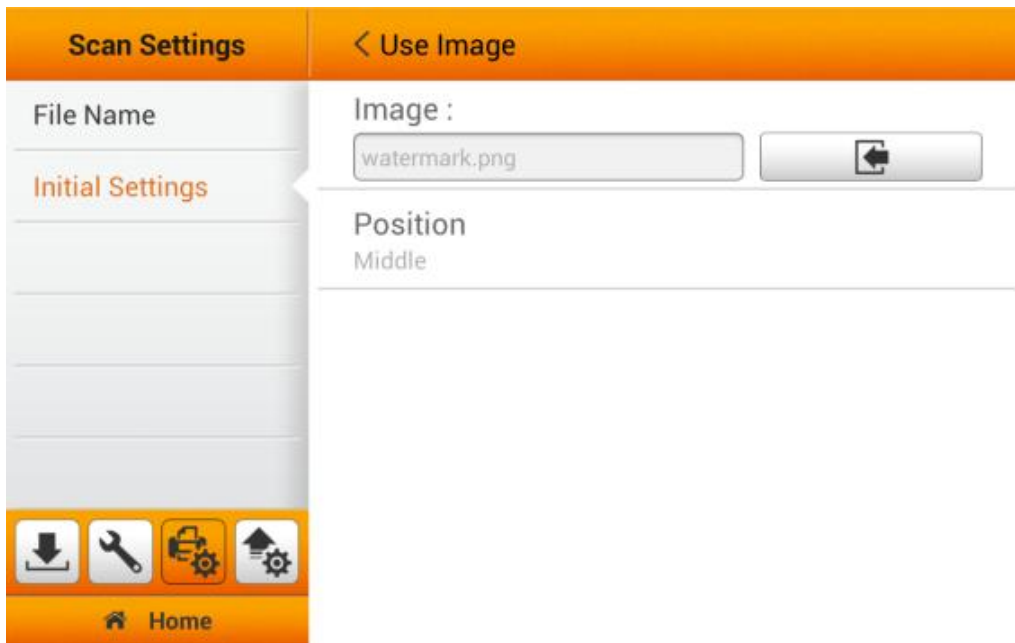 Scan Settings
< Use Image
File Name
Initial Settings
Image :
watermark.png
Position
Middle
Home